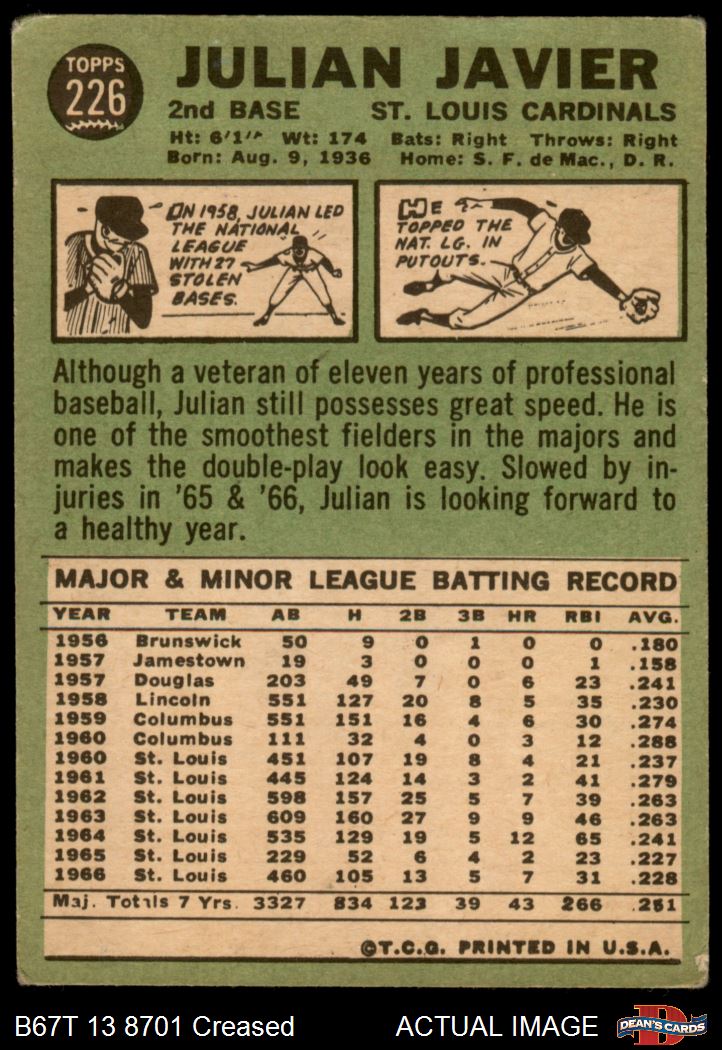 TOPPS
226
JULIAN JAVIER
2nd BASE ST. LOUIS CARDINALS
Ht: 6'1" Wt: 174 Bats: Right Throws: Right
Born: Aug. 9, 1936 Home: S. F. de Mac., D. R.
ON 1958, JULIAN LED
THE NATIONAL
LEAGUE
WITH 27
STOLEN
BASES.
HE
TOPPED THE
NAT. LG. IN
PUTOUTS.
Although a veteran of eleven years of professional
baseball, Julian still possesses great speed. He is
one of the smoothest fielders in the majors and
makes the double-play look easy. Slowed by in-
juries in '65 & '66, Julian is looking forward to
a healthy year.
MAJOR & MINOR LEAGUE BATTING RECORD
YEAR TEAM AB H 2B 3B HR RBI AVG.
1956 Brunswick 50 9 0 1 0 0 .180
1957 Jamestown 19 3 0 0 0 1 .158
1957 Douglas 203 49 7 0 6 23 .241
1958 Lincoln 551 127 20 8 5 35 .230
1959 Columbus 551 151 16 4 6 30 .274
1960 Columbus 111 32 4 0 3 12 .288
1960 St. Louis 451 107 19 8 4 21 .237
1961 St. Louis 445 124 14 3 2 41 .279
1962 St. Louis 598 157 25 5 7 39 .263
1963 St. Louis 609 160 27 9 9 46 .263
1964 St. Louis 535 129 19 5 12 65 .241
1965 St. Louis 229 52 6 4 2 23 .227
1966 St. Louis 460 105 13 5 7 31 .228
Maj. Totals 7 Yrs. 3327 834 123 39 43 266 .251
©T.C.G. PRINTED IN U.S.A.
B67T 13 8701 Creased ACTUAL IMAGE
D
DEAN'S CARDS